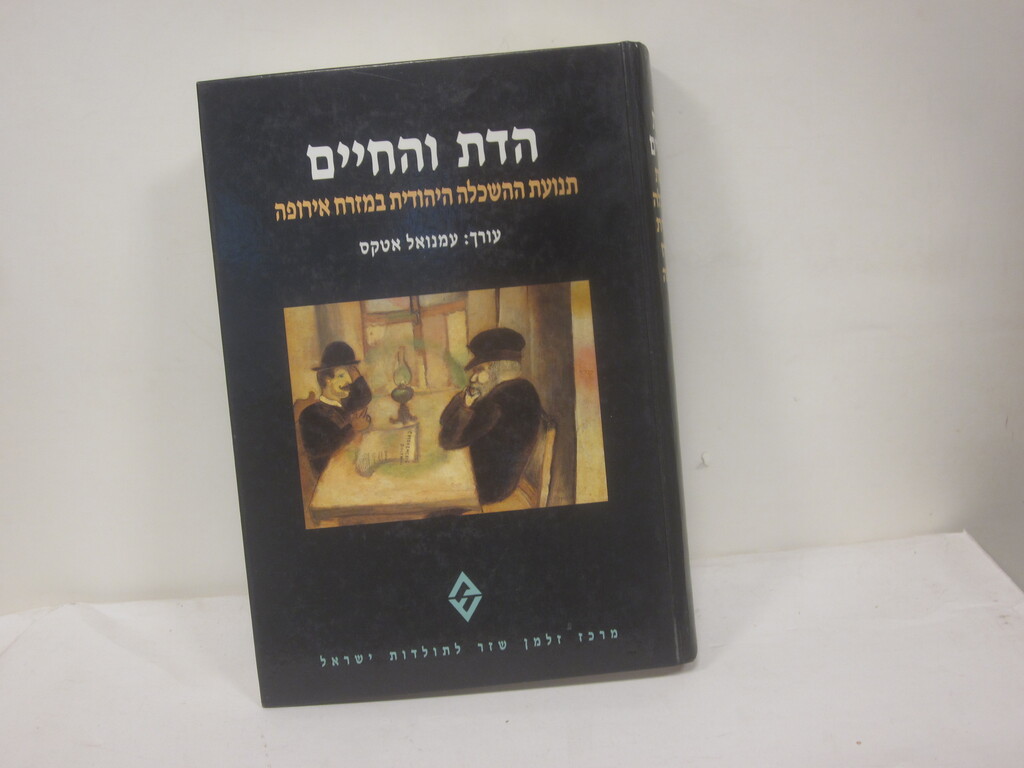 הדת והחיים
תנועת ההשכלה היהודית במזרח אירופה
עורך: עמנואל אטקס
מרכז זלמן שזר לתולדות ישראל